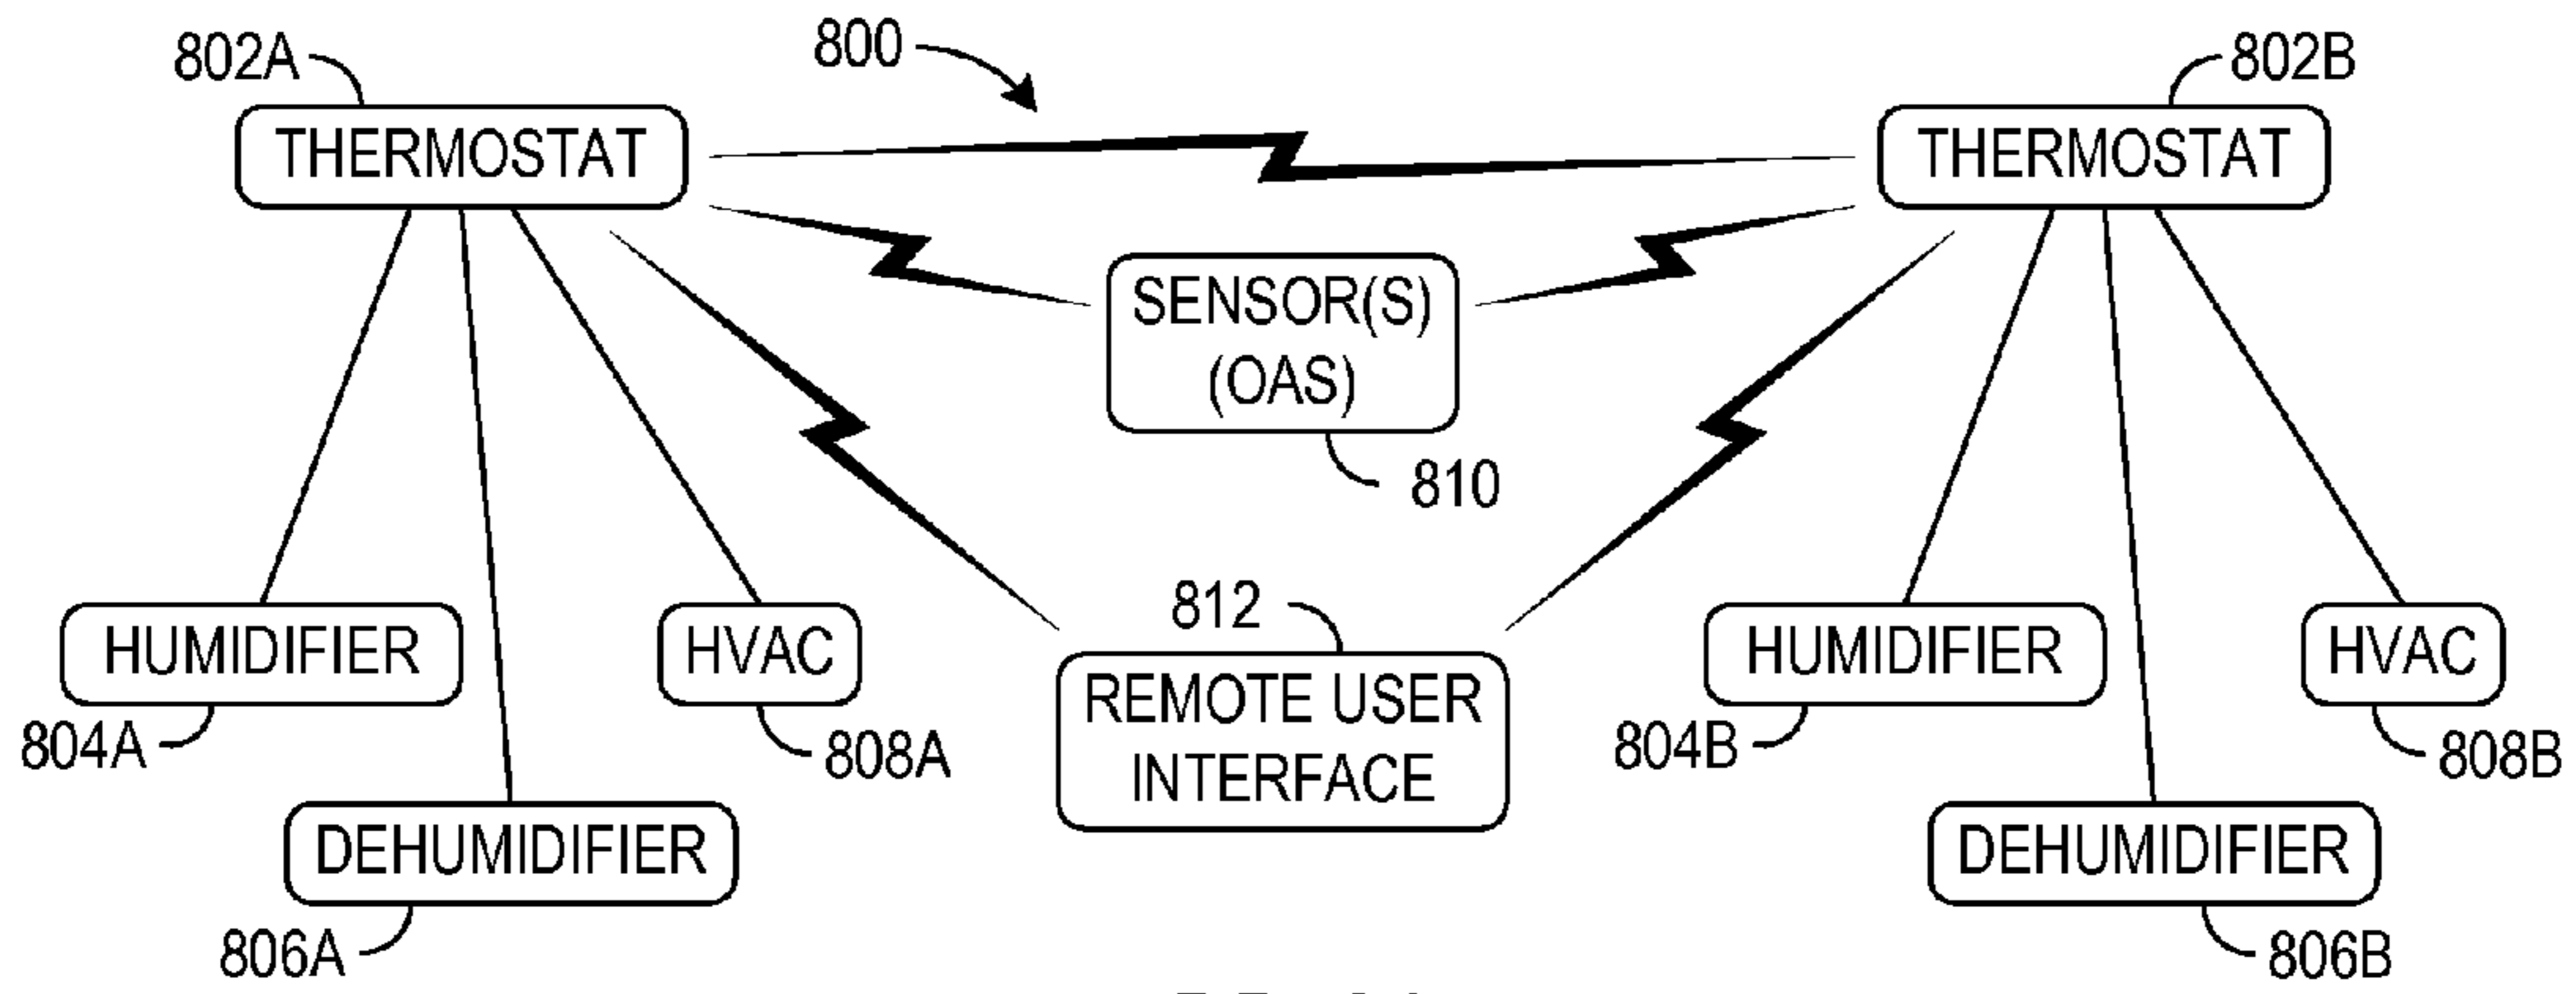 800
802A
802B
THERMOSTAT
THERMOSTAT
SENSOR(S)
(OAS)
810
812
HUMIDIFIER
HVAC
REMOTE USER
INTERFACE
HUMIDIFIER
HVAC
804A
808A
804B
808B
DEHUMIDIFIER
DEHUMIDIFIER
806A
806B